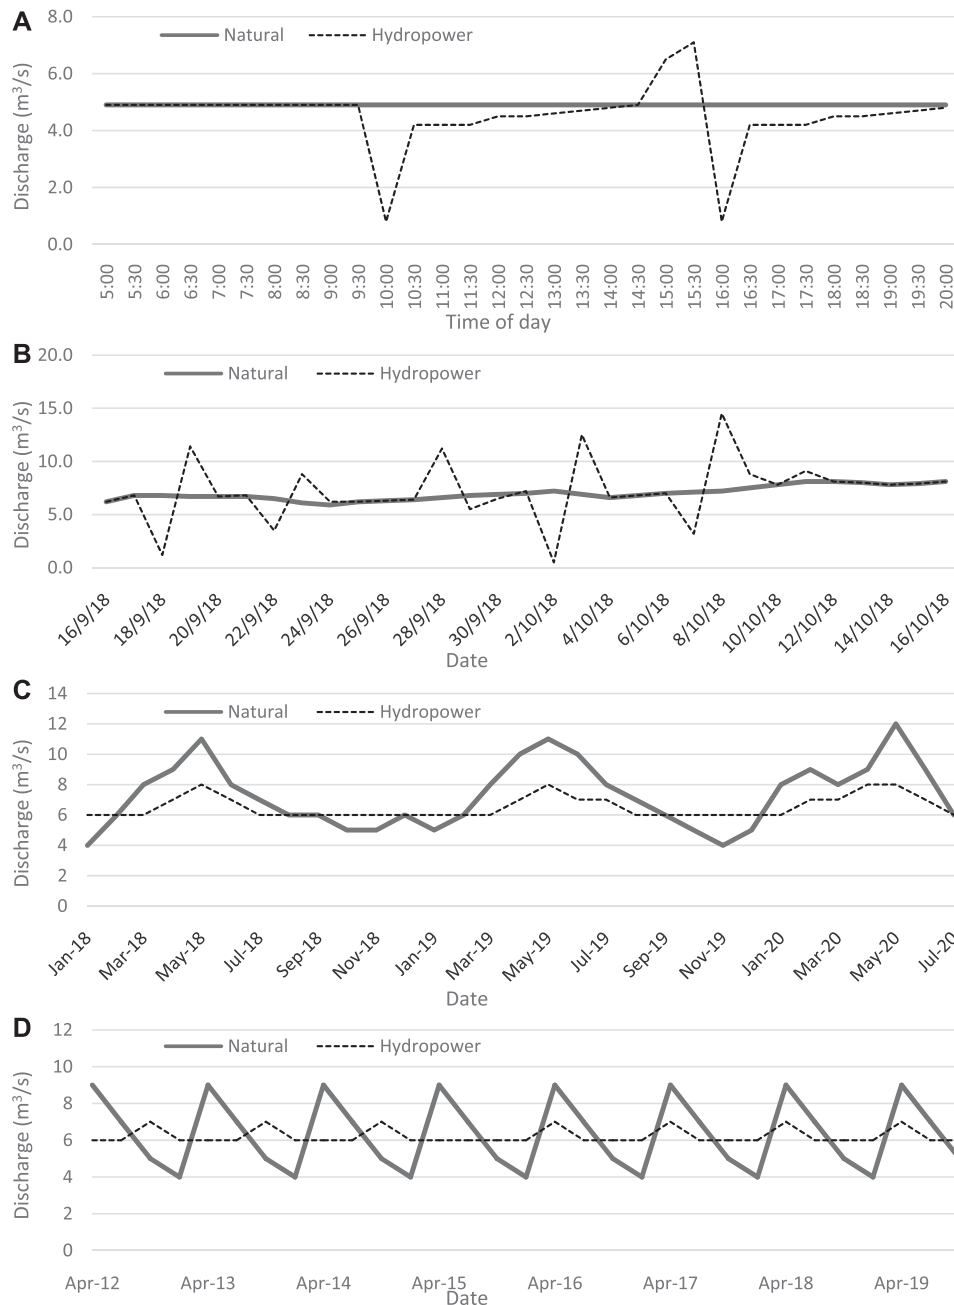 A
8.0
Natural Hydropower
6.0
4.0
2.0
0.0
Discharge (m³/s)
5:00 5:30 6:00 6:30 7:00 7:30 8:00 8:30 9:00 9:30 10:00 10:30 11:00 11:30 12:00 12:30 13:00 13:30 14:00 14:30 15:00 15:30 16:00 16:30 17:00 17:30 18:00 18:30 19:00 19:30 20:00
Time of day
B
20.0
Natural Hydropower
15.0
10.0
5.0
0.0
Discharge (m³/s)
16/9/18 18/9/18 20/9/18 22/9/18 24/9/18 26/9/18 28/9/18 30/9/18 2/10/18 4/10/18 6/10/18 8/10/18 10/10/18 12/10/18 14/10/18 16/10/18
Date
C
14
Natural Hydropower
12
10
8
6
4
2
0
Discharge (m³/s)
Jan-18 Mar-18 May-18 Jul-18 Sep-18 Nov-18 Jan-19 Mar-19 May-19 Jul-19 Sep-19 Nov-19 Jan-20 Mar-20 May-20 Jul-20
Date
D
12
Natural Hydropower
10
8
6
4
2
0
Discharge (m³/s)
Apr-12 Apr-13 Apr-14 Apr-15 Apr-16 Apr-17 Apr-18 Apr-19
Date